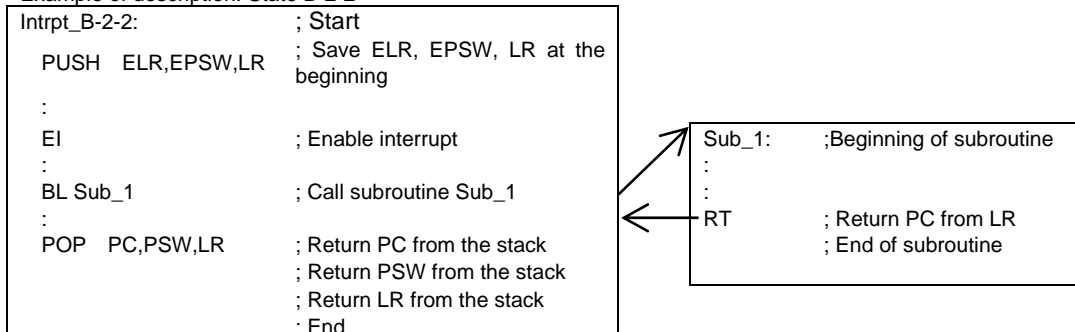 Example of description: State B-2-2
Intrpt_B-2-2: ; Start
PUSH ELR,EPSW,LR ; Save ELR, EPSW, LR at the
beginning
:
EI ; Enable interrupt
:
BL Sub_1 ; Call subroutine Sub_1
:
POP PC,PSW,LR ; Return PC from the stack
; Return PSW from the stack
; Return LR from the stack
; End
Sub_1: ;Beginning of subroutine
:
:
RT ; Return PC from LR
; End of subroutine